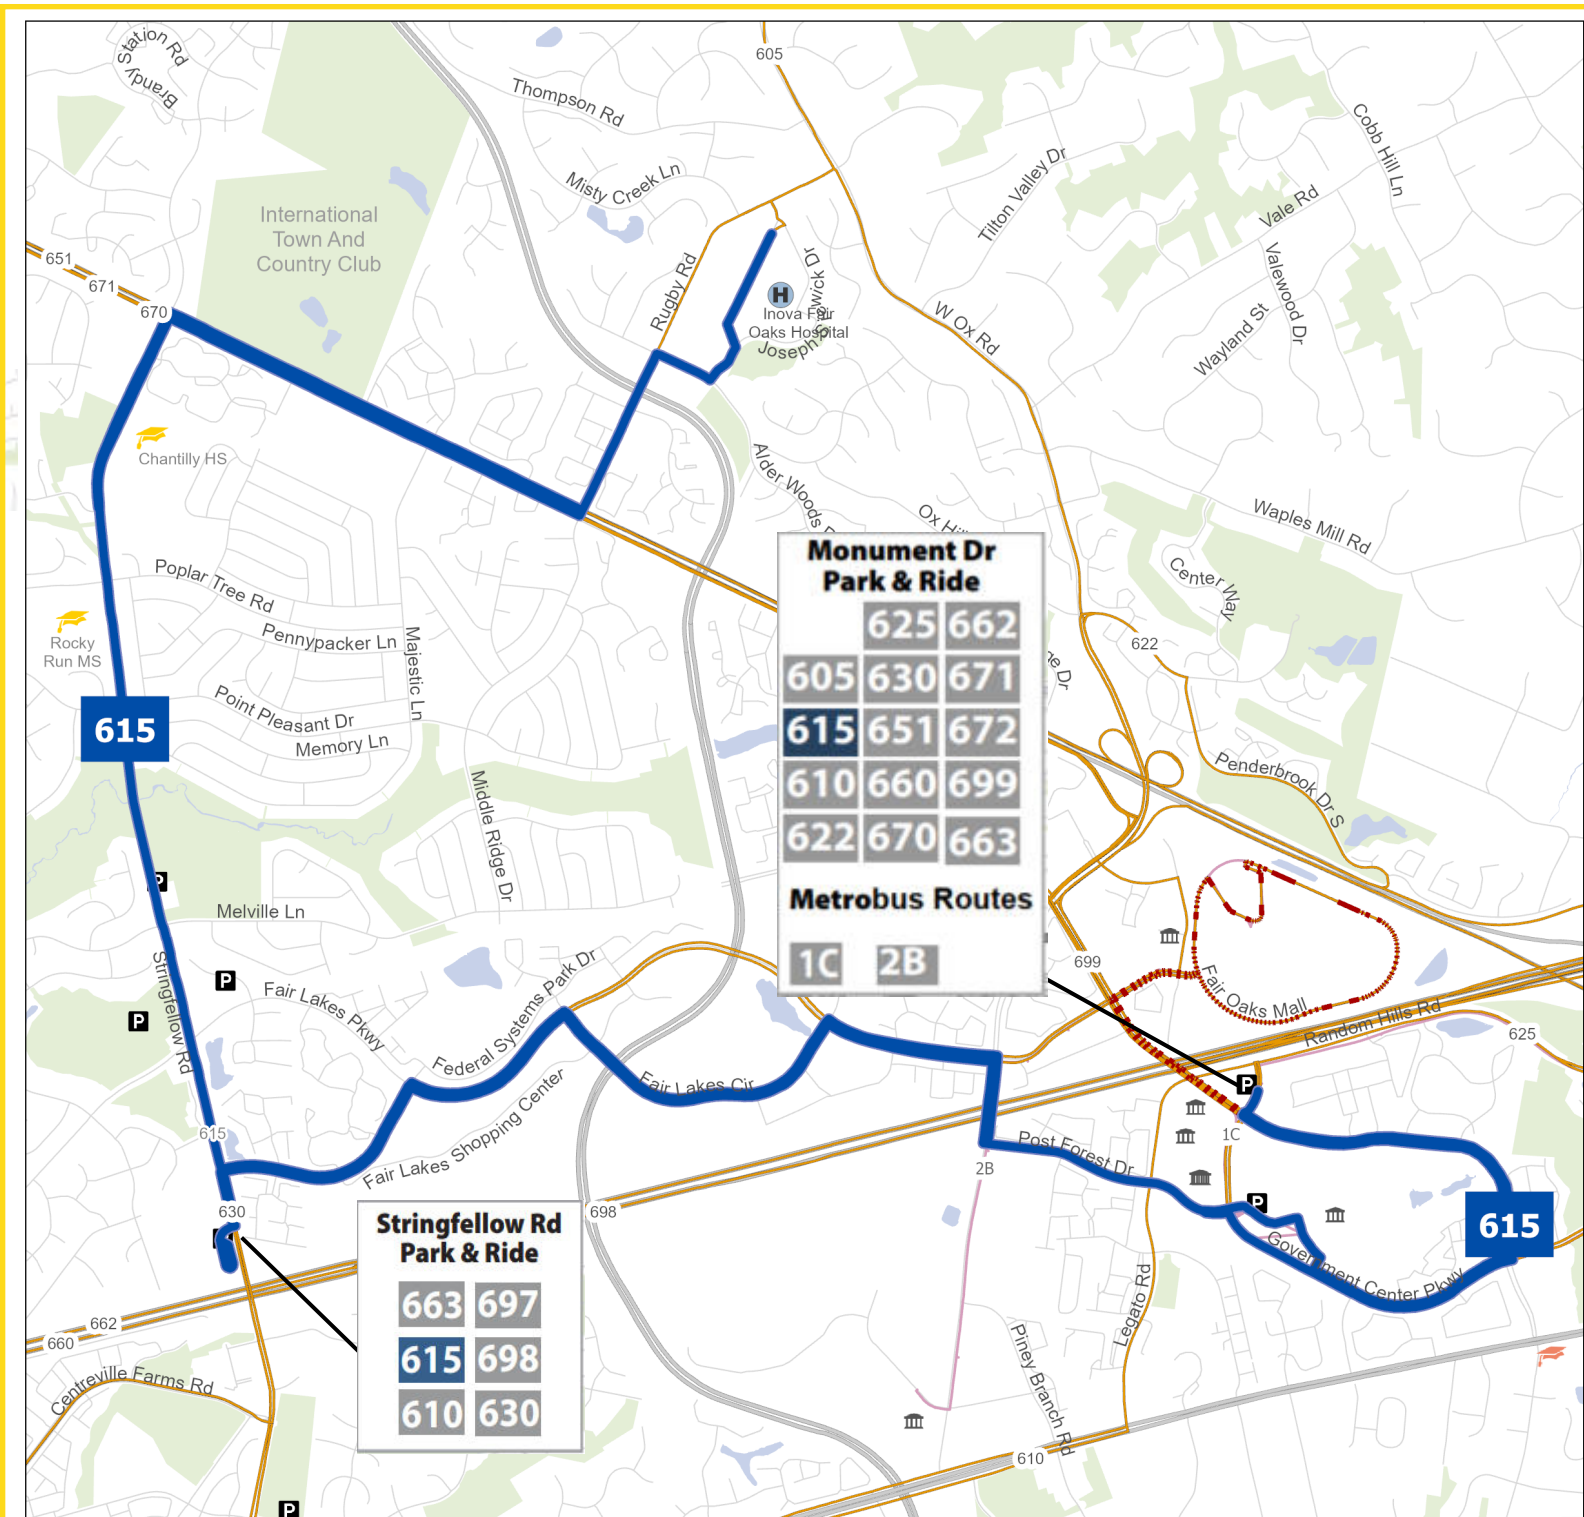 Brandy
Station Rd
605
Thompson Rd
Misty Creek Ln
Cobb Hill Ln
Tilton Valley Dr
Vale Rd
International
Town And
Country Club
651
671
670
Rugby Rd
H
Inova Fair
Oaks Hospital
W Ox Rd
Valewood Dr
Wayland St
Chantilly HS
Alder Woods
Waples Mill Rd
Center Way
Poplar Tree Rd
Pennypacker Ln
Majestic Ln
Rocky
Run MS
Point Pleasant Dr
Memory Ln
615
Middle Ridge Dr
Monument Dr
Park & Ride
625 662
605 630 671
615 651 672
610 660 699
622 670 663
Metrobus Routes
1C 2B
622
Penderbrook Dr S
P
Melville Ln
Stringfellow Rd
P
P
Fair Lakes Pkwy
Federal Systems Park Dr
Fair Lakes Cir
Fair Lakes Shopping Center
699
Fair Oaks Mall
Random Hills Rd
625
P
615
1C
Post Forest Dr
2B
P
630
698
615
Government Center Pkwy
Legato Rd
Piney Branch Rd
Stringfellow Rd
Park & Ride
663 697
615 698
610 630
662
660
Centreville Farms Rd
610
P